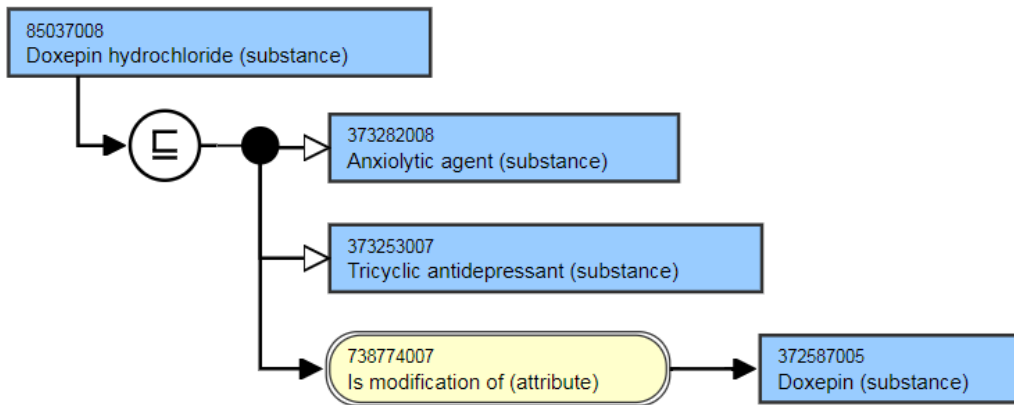 85037008
Doxepin hydrochloride (substance)
⊑
373282008
Anxiolytic agent (substance)
373253007
Tricyclic antidepressant (substance)
738774007
Is modification of (attribute)
372587005
Doxepin (substance)